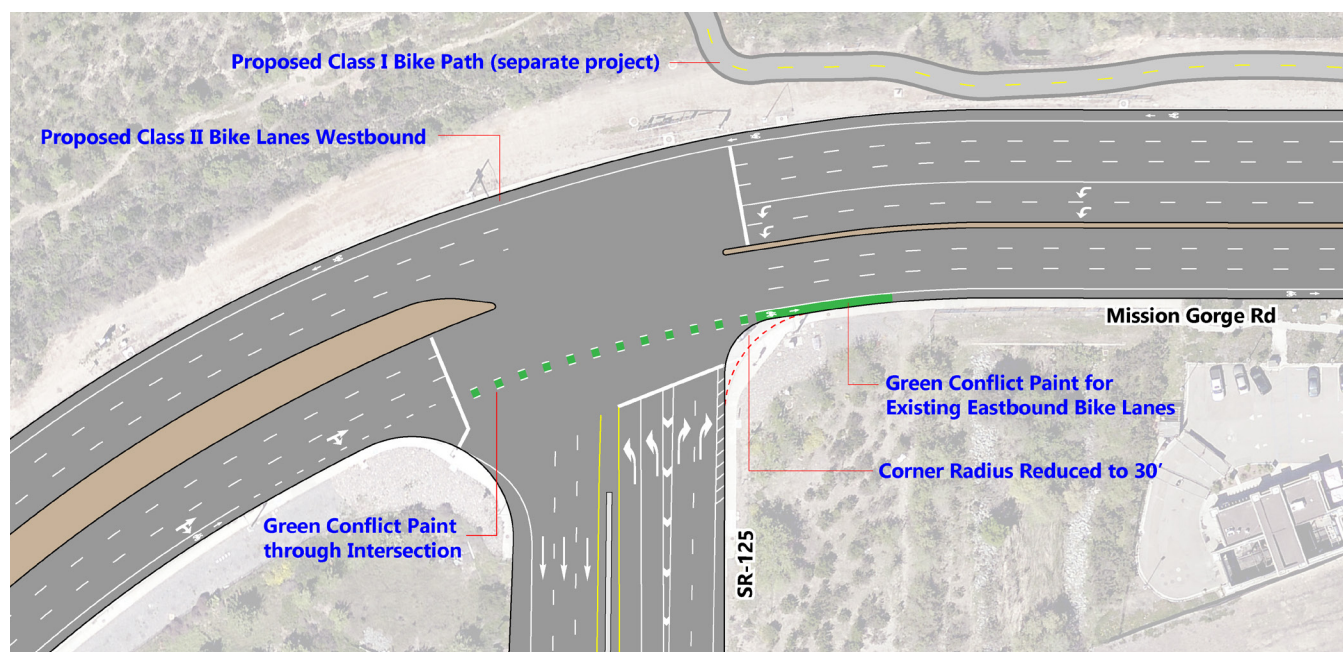 Proposed Class I Bike Path (separate project)
Proposed Class II Bike Lanes Westbound
Mission Gorge Rd
Green Conflict Paint for
Existing Eastbound Bike Lanes
Corner Radius Reduced to 30’
Green Conflict Paint
through Intersection
SR-125